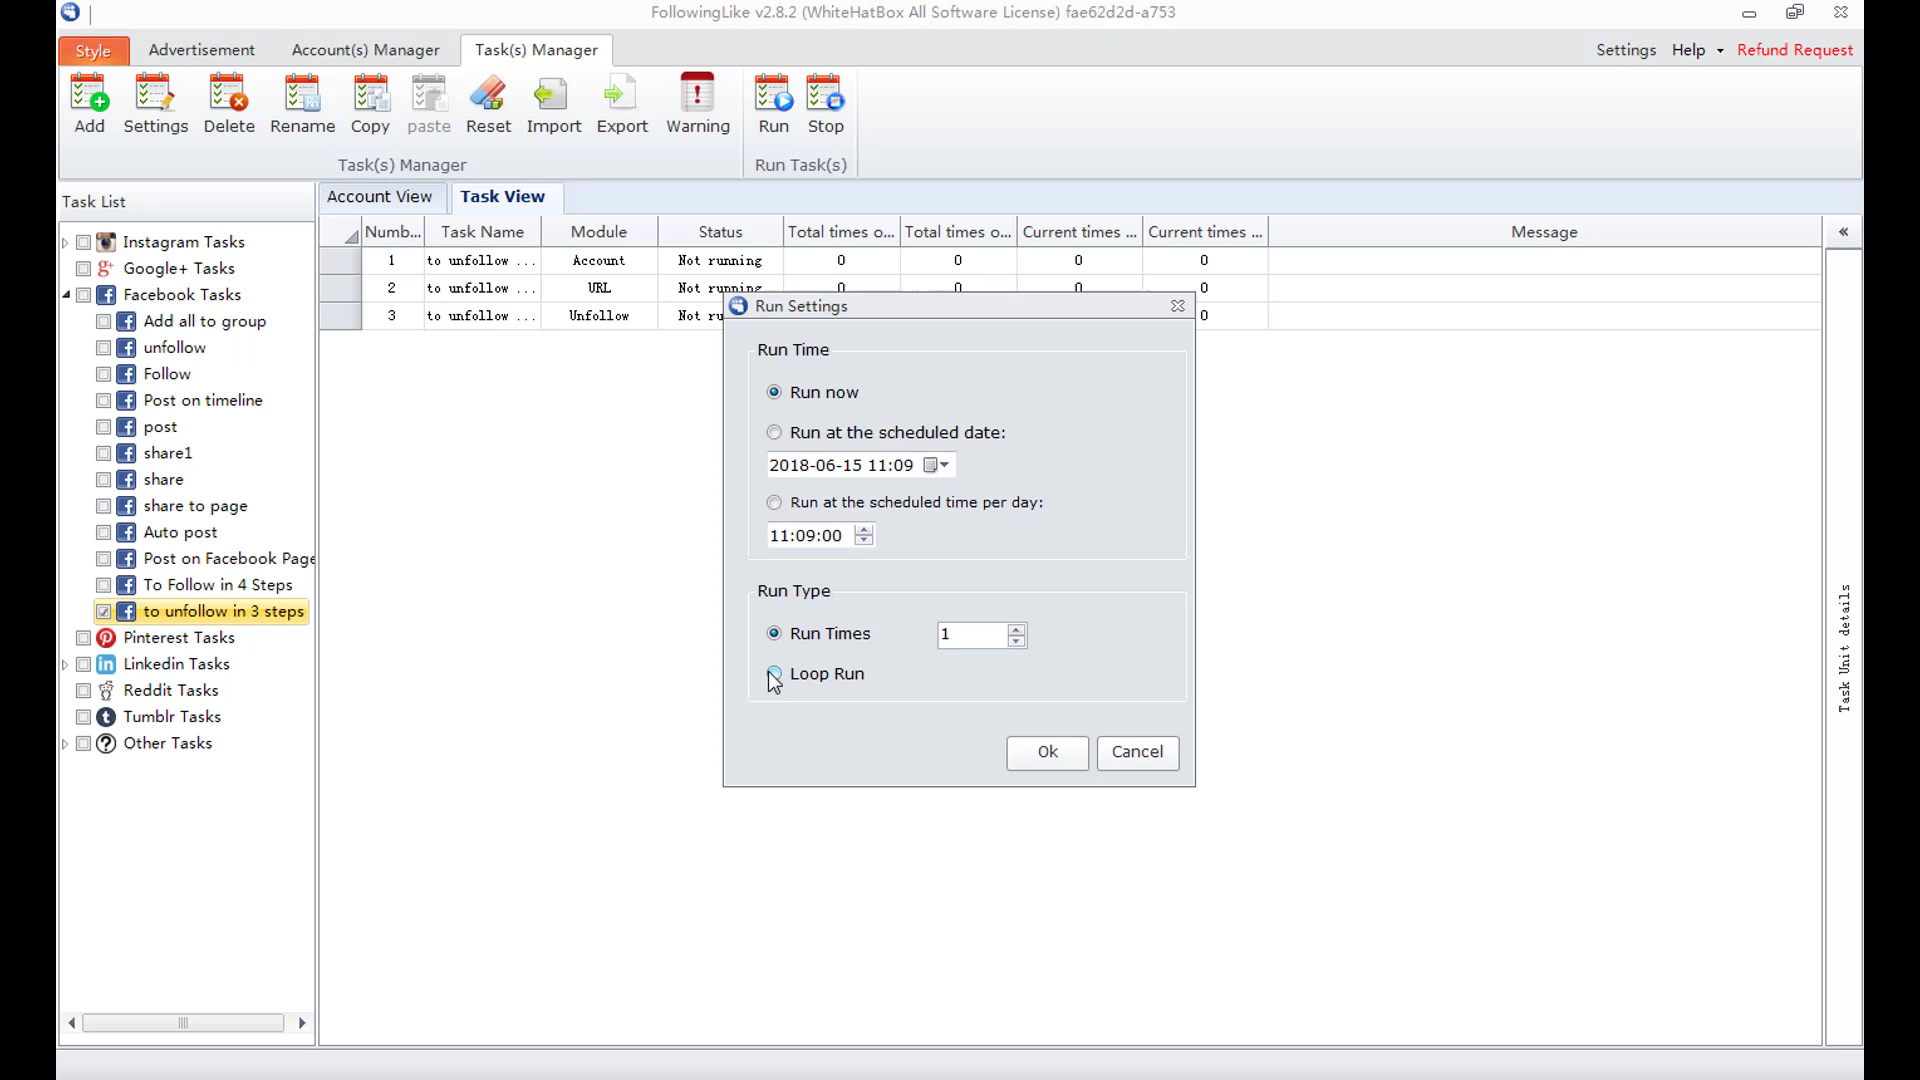 FollowingLike v2.8.2 (WhiteHatBox All Software License) fae62d2d-a753
Style Advertisement Account(s) Manager Task(s) Manager Settings Help Refund Request
Add Settings Delete Rename Copy paste Reset Import Export Warning Run Stop
Task(s) Manager Run Task(s)
Task List
Account View Task View
Numb... Task Name Module Status Total times o... Total times o... Current times ... Current times ... Message
1 to unfollow ... Account Not running 0 0 0 0
2 to unfollow ... URL Not running 0 0 0 0
3 to unfollow ... Unfollow Not ru 0
Instagram Tasks
Google+ Tasks
Facebook Tasks
Add all to group
unfollow
Follow
Post on timeline
post
share1
share
share to page
Auto post
Post on Facebook Page
To Follow in 4 Steps
to unfollow in 3 steps
Pinterest Tasks
Linkedin Tasks
Reddit Tasks
Tumblr Tasks
Other Tasks
Run Settings
Run Time
Run now
Run at the scheduled date:
2018-06-15 11:09
Run at the scheduled time per day:
11:09:00
Run Type
Run Times 1
Loop Run
Ok Cancel
Task Unit details